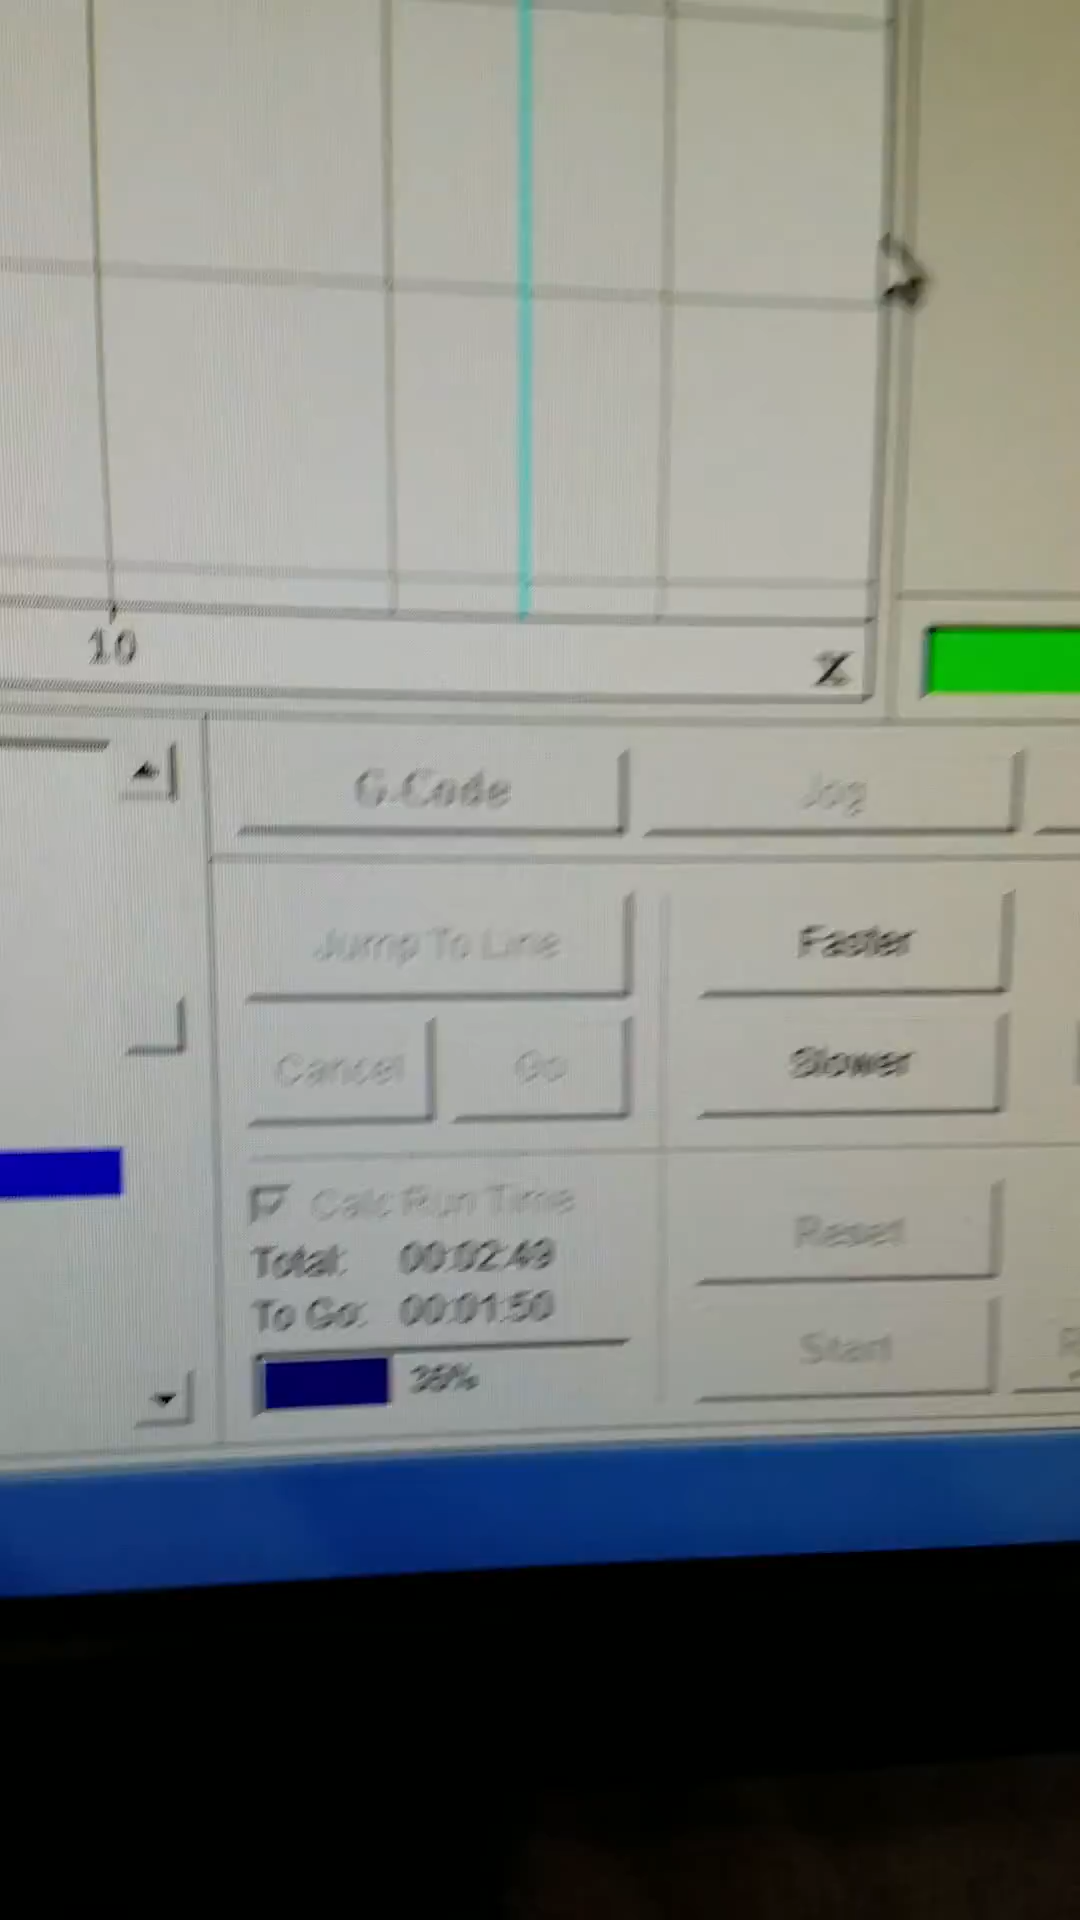 10
X
G-Code Jog
Jump To Line Faster
Cancel Go Slower
Calc Run Time
Total: 00:02:49 Reset
To Go: 00:01:50
Start